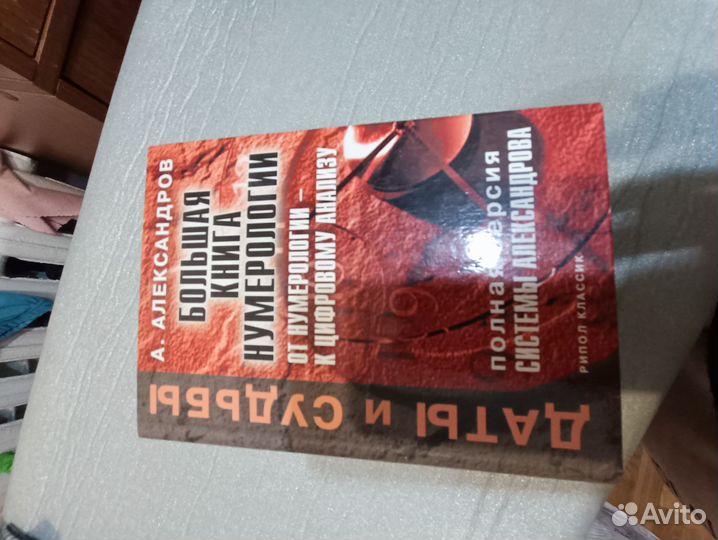 А. АЛЕКСАНДРОВ
БОЛЬШАЯ
КНИГА
НУМЕРОЛОГИИ
ОТ НУМЕРОЛОГИИ –
К ЦИФРОВОМУ АНАЛИЗУ
ПОЛНАЯ ВЕРСИЯ
СИСТЕМЫ АЛЕКСАНДРОВА
РИПОЛ КЛАССИК
ДАТЫ И СУДЬБЫ
Avito